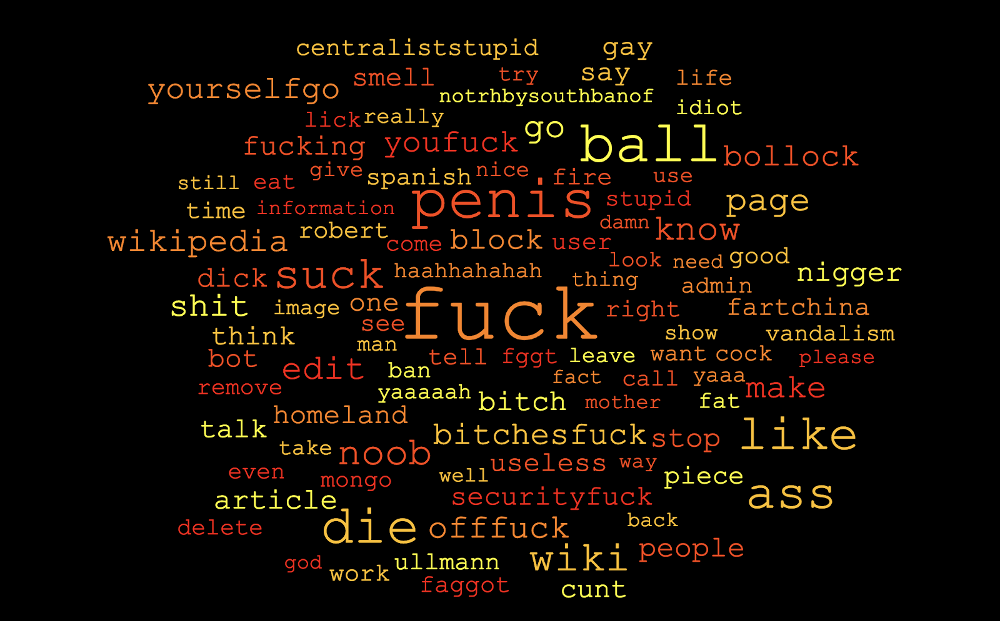 centraliststupid gay
yourselfgo smell try say life
notrhbysouthbanof idiot
lick really go ball
fucking youfuck bollock
still eat give spanish nice fire use
time information penis stupid page
wikipedia robert come block user damn know
dick suck haahhahahah look need good nigger
thing admin
shit image one fuck right fartchina
think see man show vandalism
bot edit ban tell fggt leave want cock please
remove yaaaaah bitch fact call yaaa make
homeland mother fat
talk take noob bitchesfuck stop like
even mongo well useless way piece
article securityfuck ass
delete die offfuck back
god work ullmann wiki people
faggot cunt